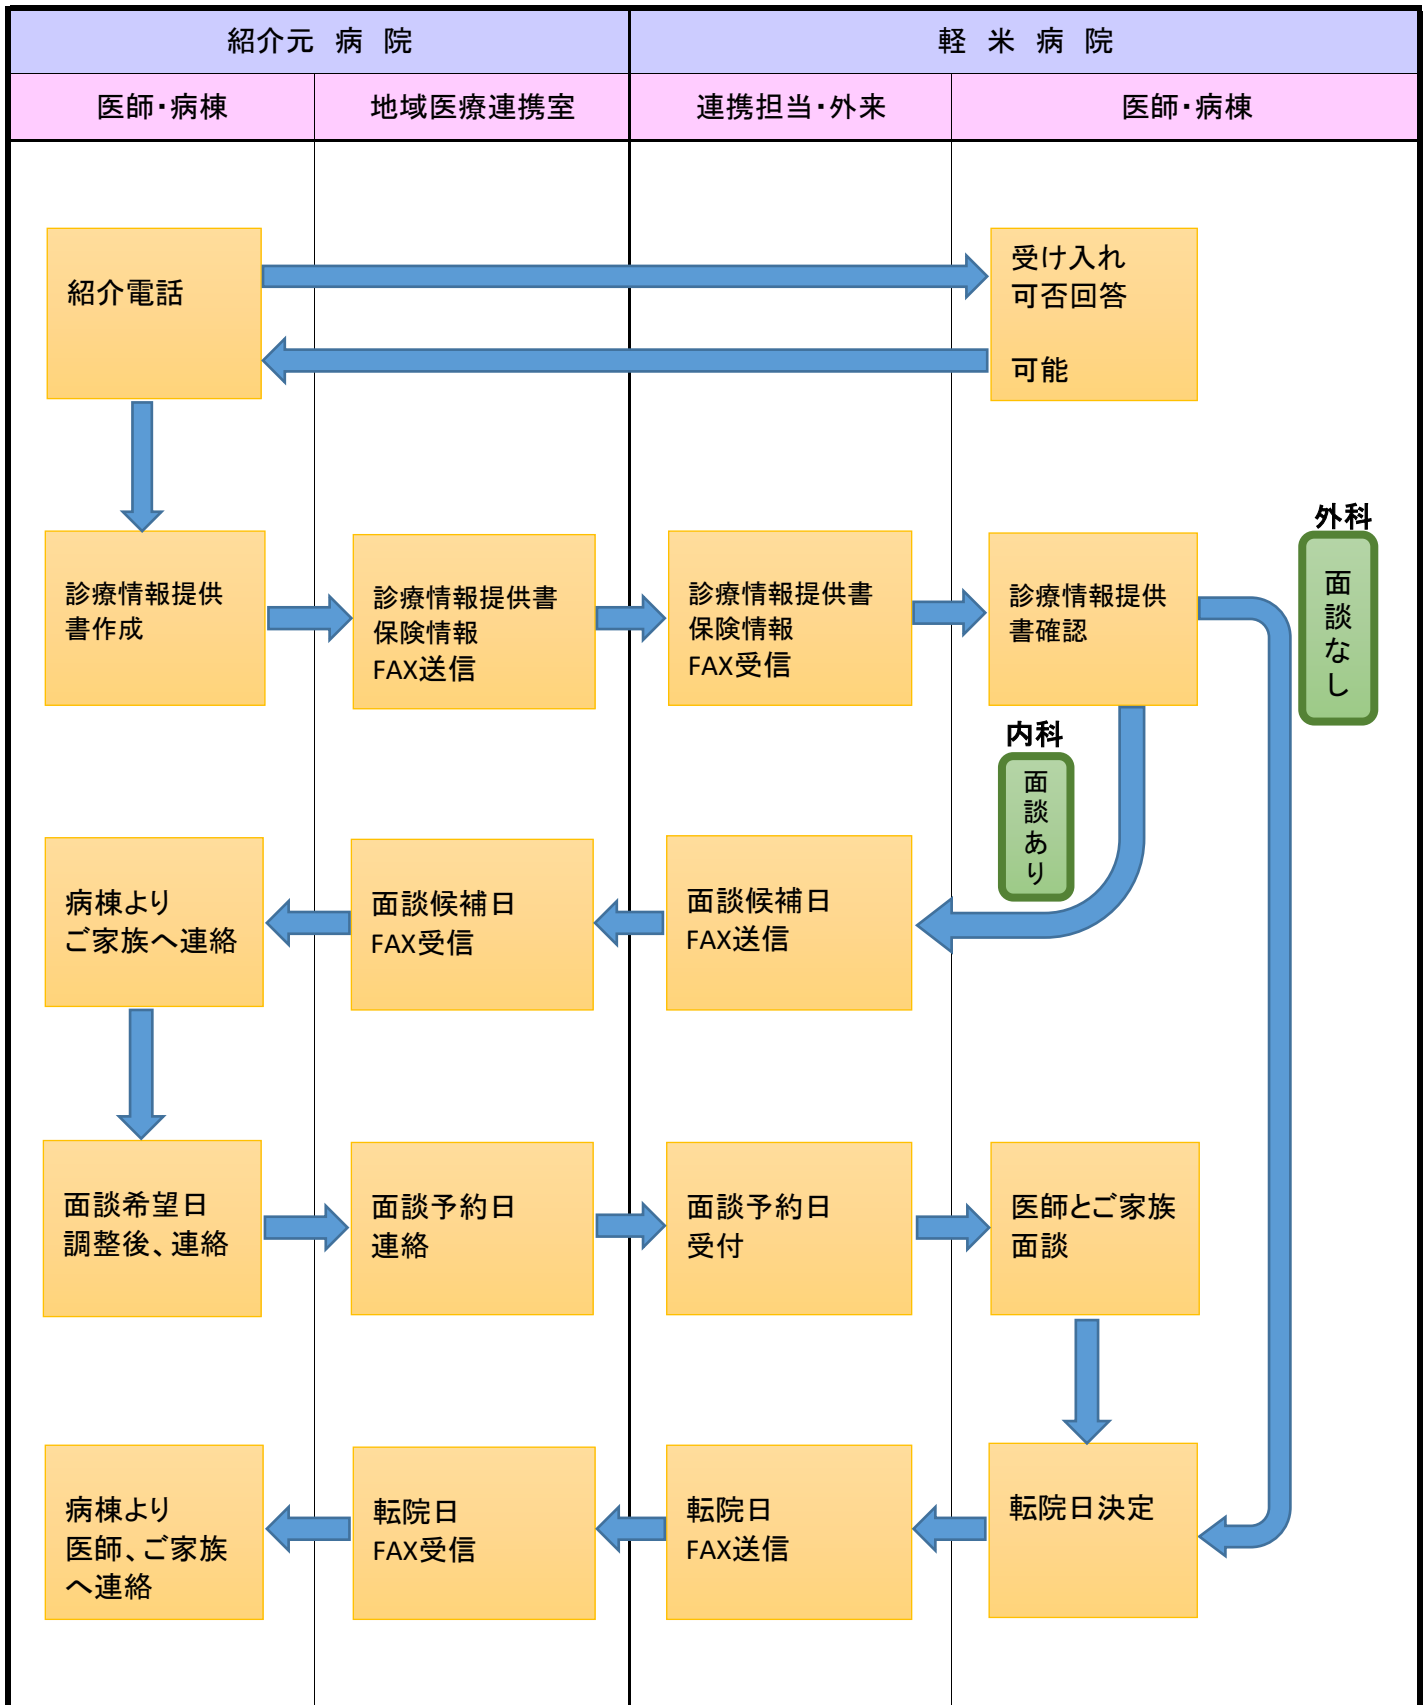 紹介元　病　院
軽　米　病　院
医師・病棟
地域医療連携室
連携担当・外来
医師・病棟
紹介電話
受け入れ
可否回答
可能
外科
面談なし
診療情報提供
書作成
診療情報提供書
保険情報
FAX送信
診療情報提供書
保険情報
FAX受信
診療情報提供
書確認
内科
面談あり
病棟より
ご家族へ連絡
面談候補日
FAX受信
面談候補日
FAX送信
面談希望日
調整後、連絡
面談予約日
連絡
面談予約日
受付
医師とご家族
面談
病棟より
医師、ご家族
へ連絡
転院日
FAX受信
転院日
FAX送信
転院日決定